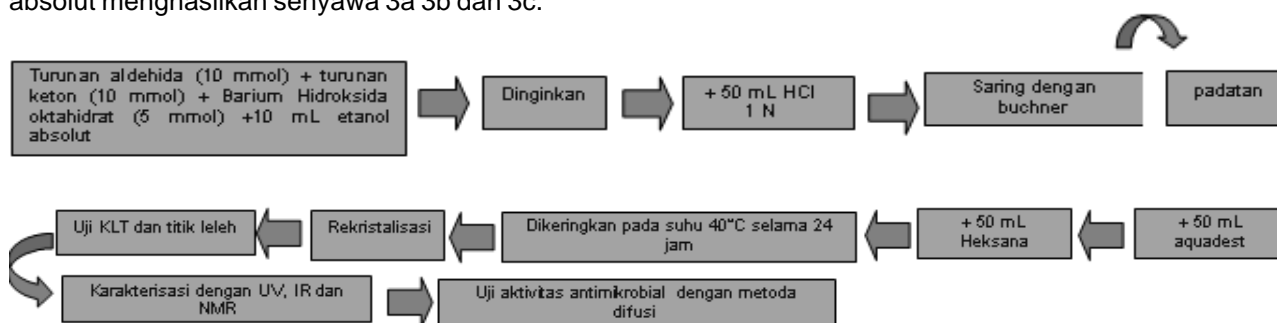 absolut menghasilkan senyawa 3a 3b dan 3c.
Turunan aldehida (10 mmol) + turunan
keton (10 mmol) + Barium Hidroksida
oktahidrat (5 mmol) +10 mL etanol
absolut
Dinginkan
+ 50 mL HCl
1 N
Saring dengan
buchner
padatan
+ 50 mL
aquadest
+ 50 mL
Heksana
Dikeringkan pada suhu 40°C selama 24
jam
Rekristalisasi
Uji KLT dan titik leleh
Karakterisasi dengan UV, IR dan
NMR
Uji aktivitas antimikrobial dengan metoda
difusi